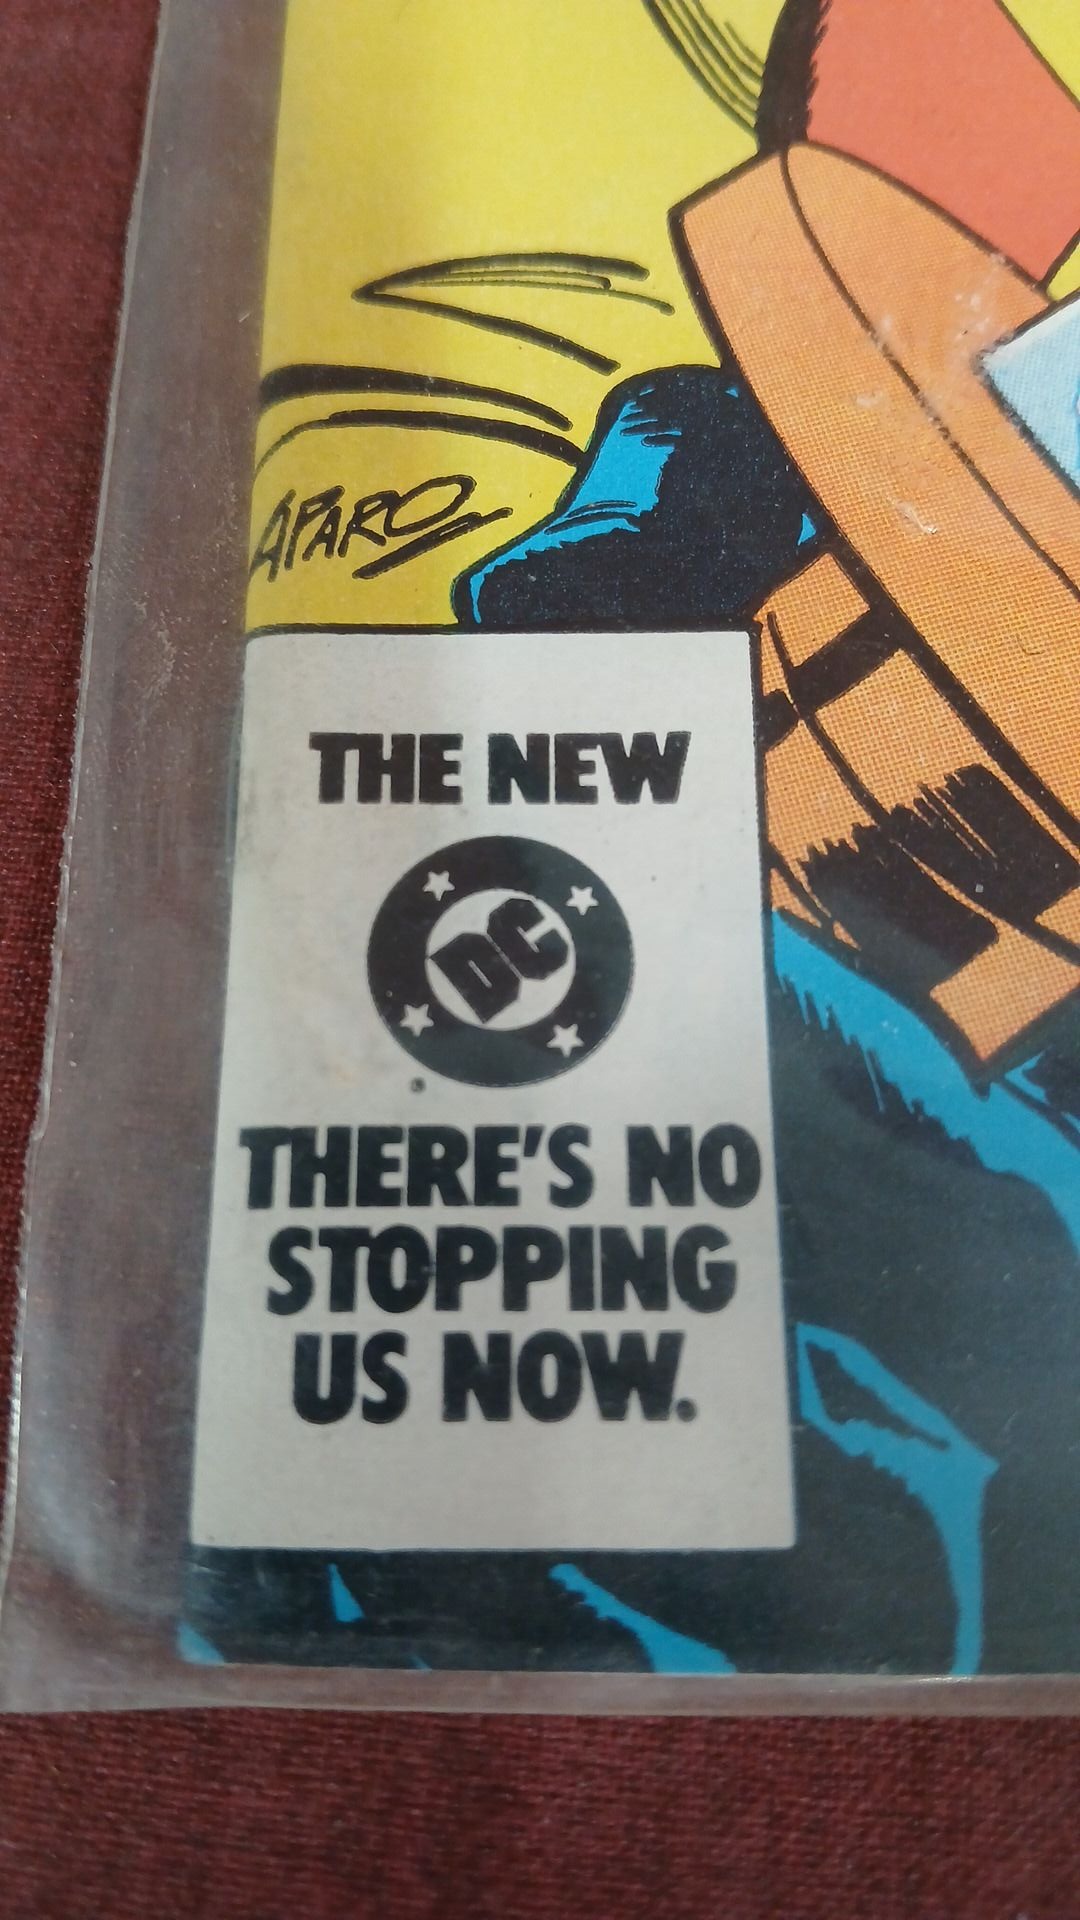 APARO
THE NEW
DC
THERE'S NO
STOPPING
US NOW.